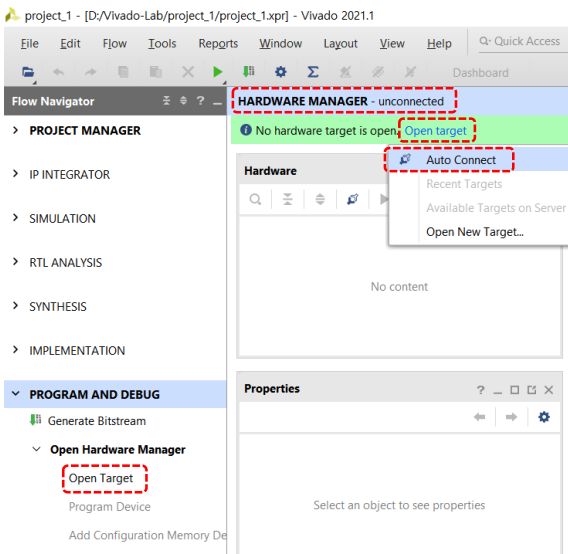 project_1 - [D:/Vivado-Lab/project_1/project_1.xpr] - Vivado 2021.1
File Edit Flow Tools Reports Window Layout View Help Quick Access
Dashboard
Flow Navigator
HARDWARE MANAGER - unconnected
PROJECT MANAGER
No hardware target is open. Open target
Auto Connect
Recent Targets
Available Targets on Server
Open New Target...
Hardware
IP INTEGRATOR
SIMULATION
RTL ANALYSIS
No content
SYNTHESIS
IMPLEMENTATION
PROGRAM AND DEBUG
Properties
Generate Bitstream
Open Hardware Manager
Open Target
Program Device
Select an object to see properties
Add Configuration Memory De